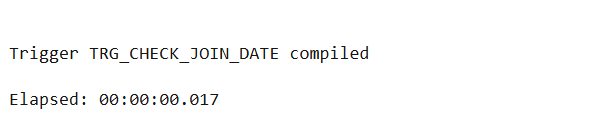 Trigger TRG_CHECK_JOIN_DATE compiled
Elapsed: 00:00:00.017